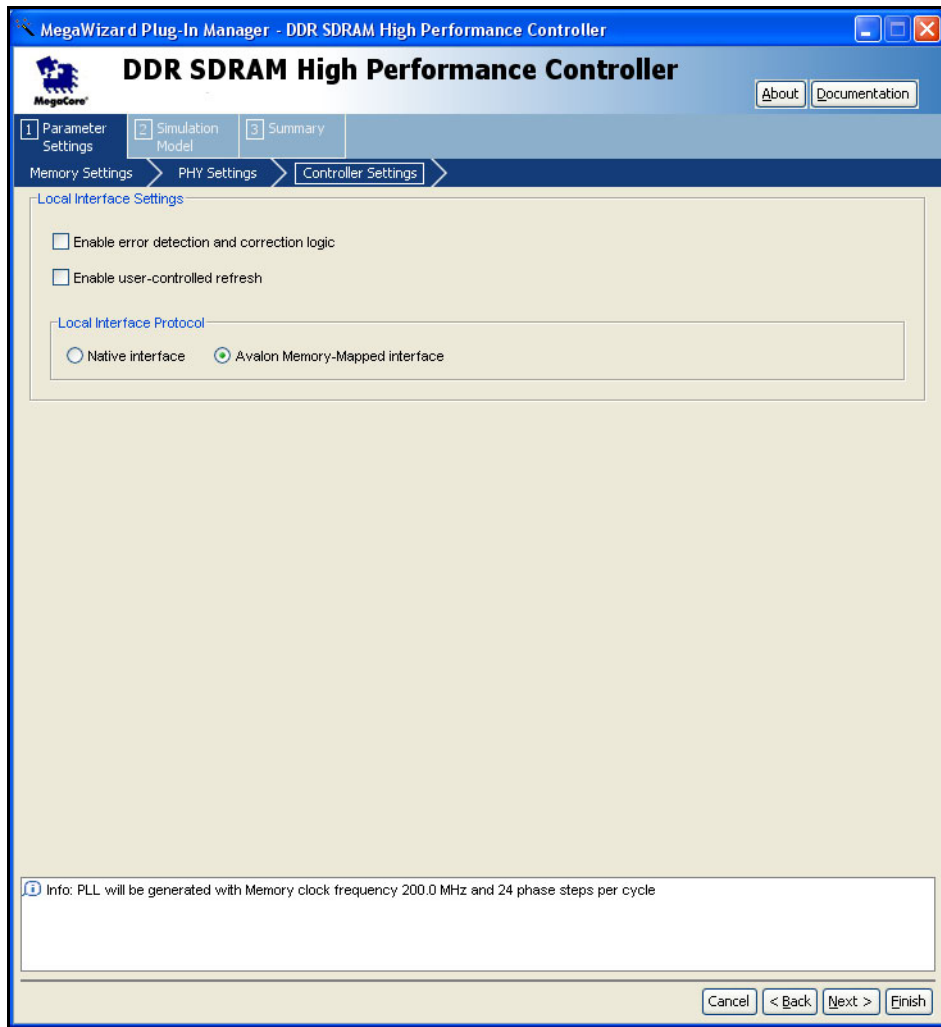 MegaWizard Plug-In Manager - DDR SDRAM High Performance Controller
DDR SDRAM High Performance Controller
MegaCore®
About
Documentation
1 Parameter Settings
2 Simulation Model
3 Summary
Memory Settings
PHY Settings
Controller Settings
Local Interface Settings
Enable error detection and correction logic
Enable user-controlled refresh
Local Interface Protocol
Native interface
Avalon Memory-Mapped interface
Info: PLL will be generated with Memory clock frequency 200.0 MHz and 24 phase steps per cycle
Cancel
< Back
Next >
Finish